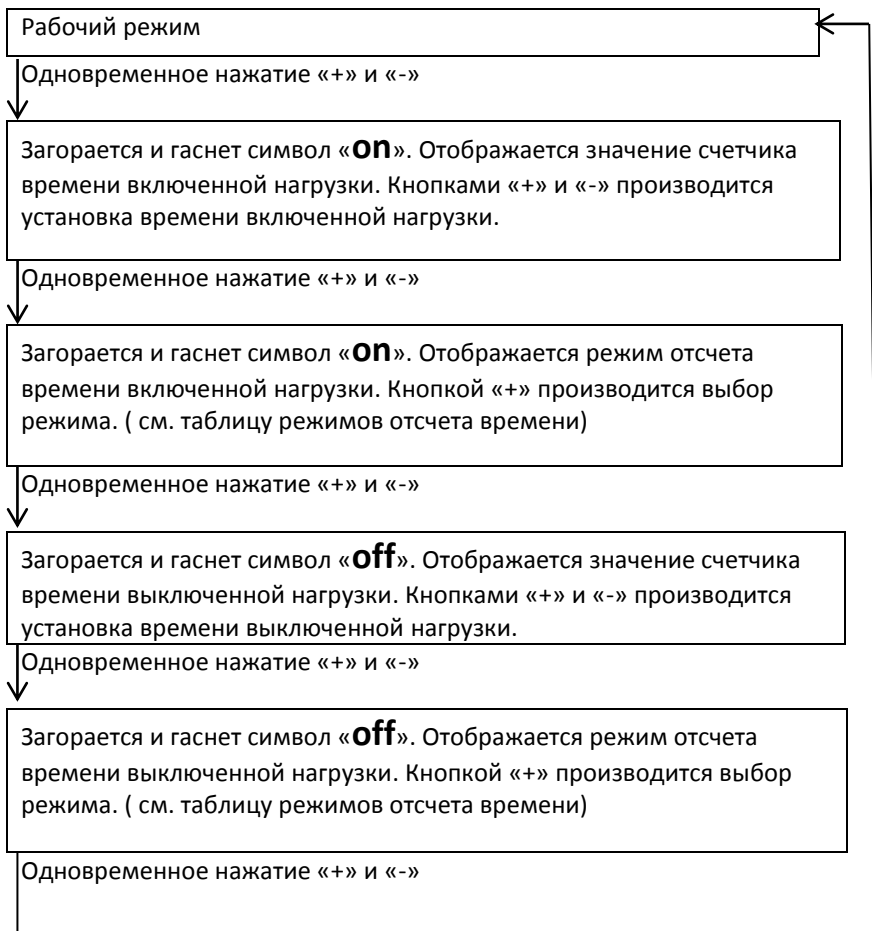 Рабочий режим
Одновременное нажатие «+» и «-»
Загорается и гаснет символ «on». Отображается значение счетчика
времени включенной нагрузки. Кнопками «+» и «-» производится
установка времени включенной нагрузки.
Одновременное нажатие «+» и «-»
Загорается и гаснет символ «on». Отображается режим отсчета
времени включенной нагрузки. Кнопкой «+» производится выбор
режима. ( см. таблицу режимов отсчета времени)
Одновременное нажатие «+» и «-»
Загорается и гаснет символ «off». Отображается значение счетчика
времени выключенной нагрузки. Кнопками «+» и «-» производится
установка времени выключенной нагрузки.
Одновременное нажатие «+» и «-»
Загорается и гаснет символ «off». Отображается режим отсчета
времени выключенной нагрузки. Кнопкой «+» производится выбор
режима. ( см. таблицу режимов отсчета времени)
Одновременное нажатие «+» и «-»